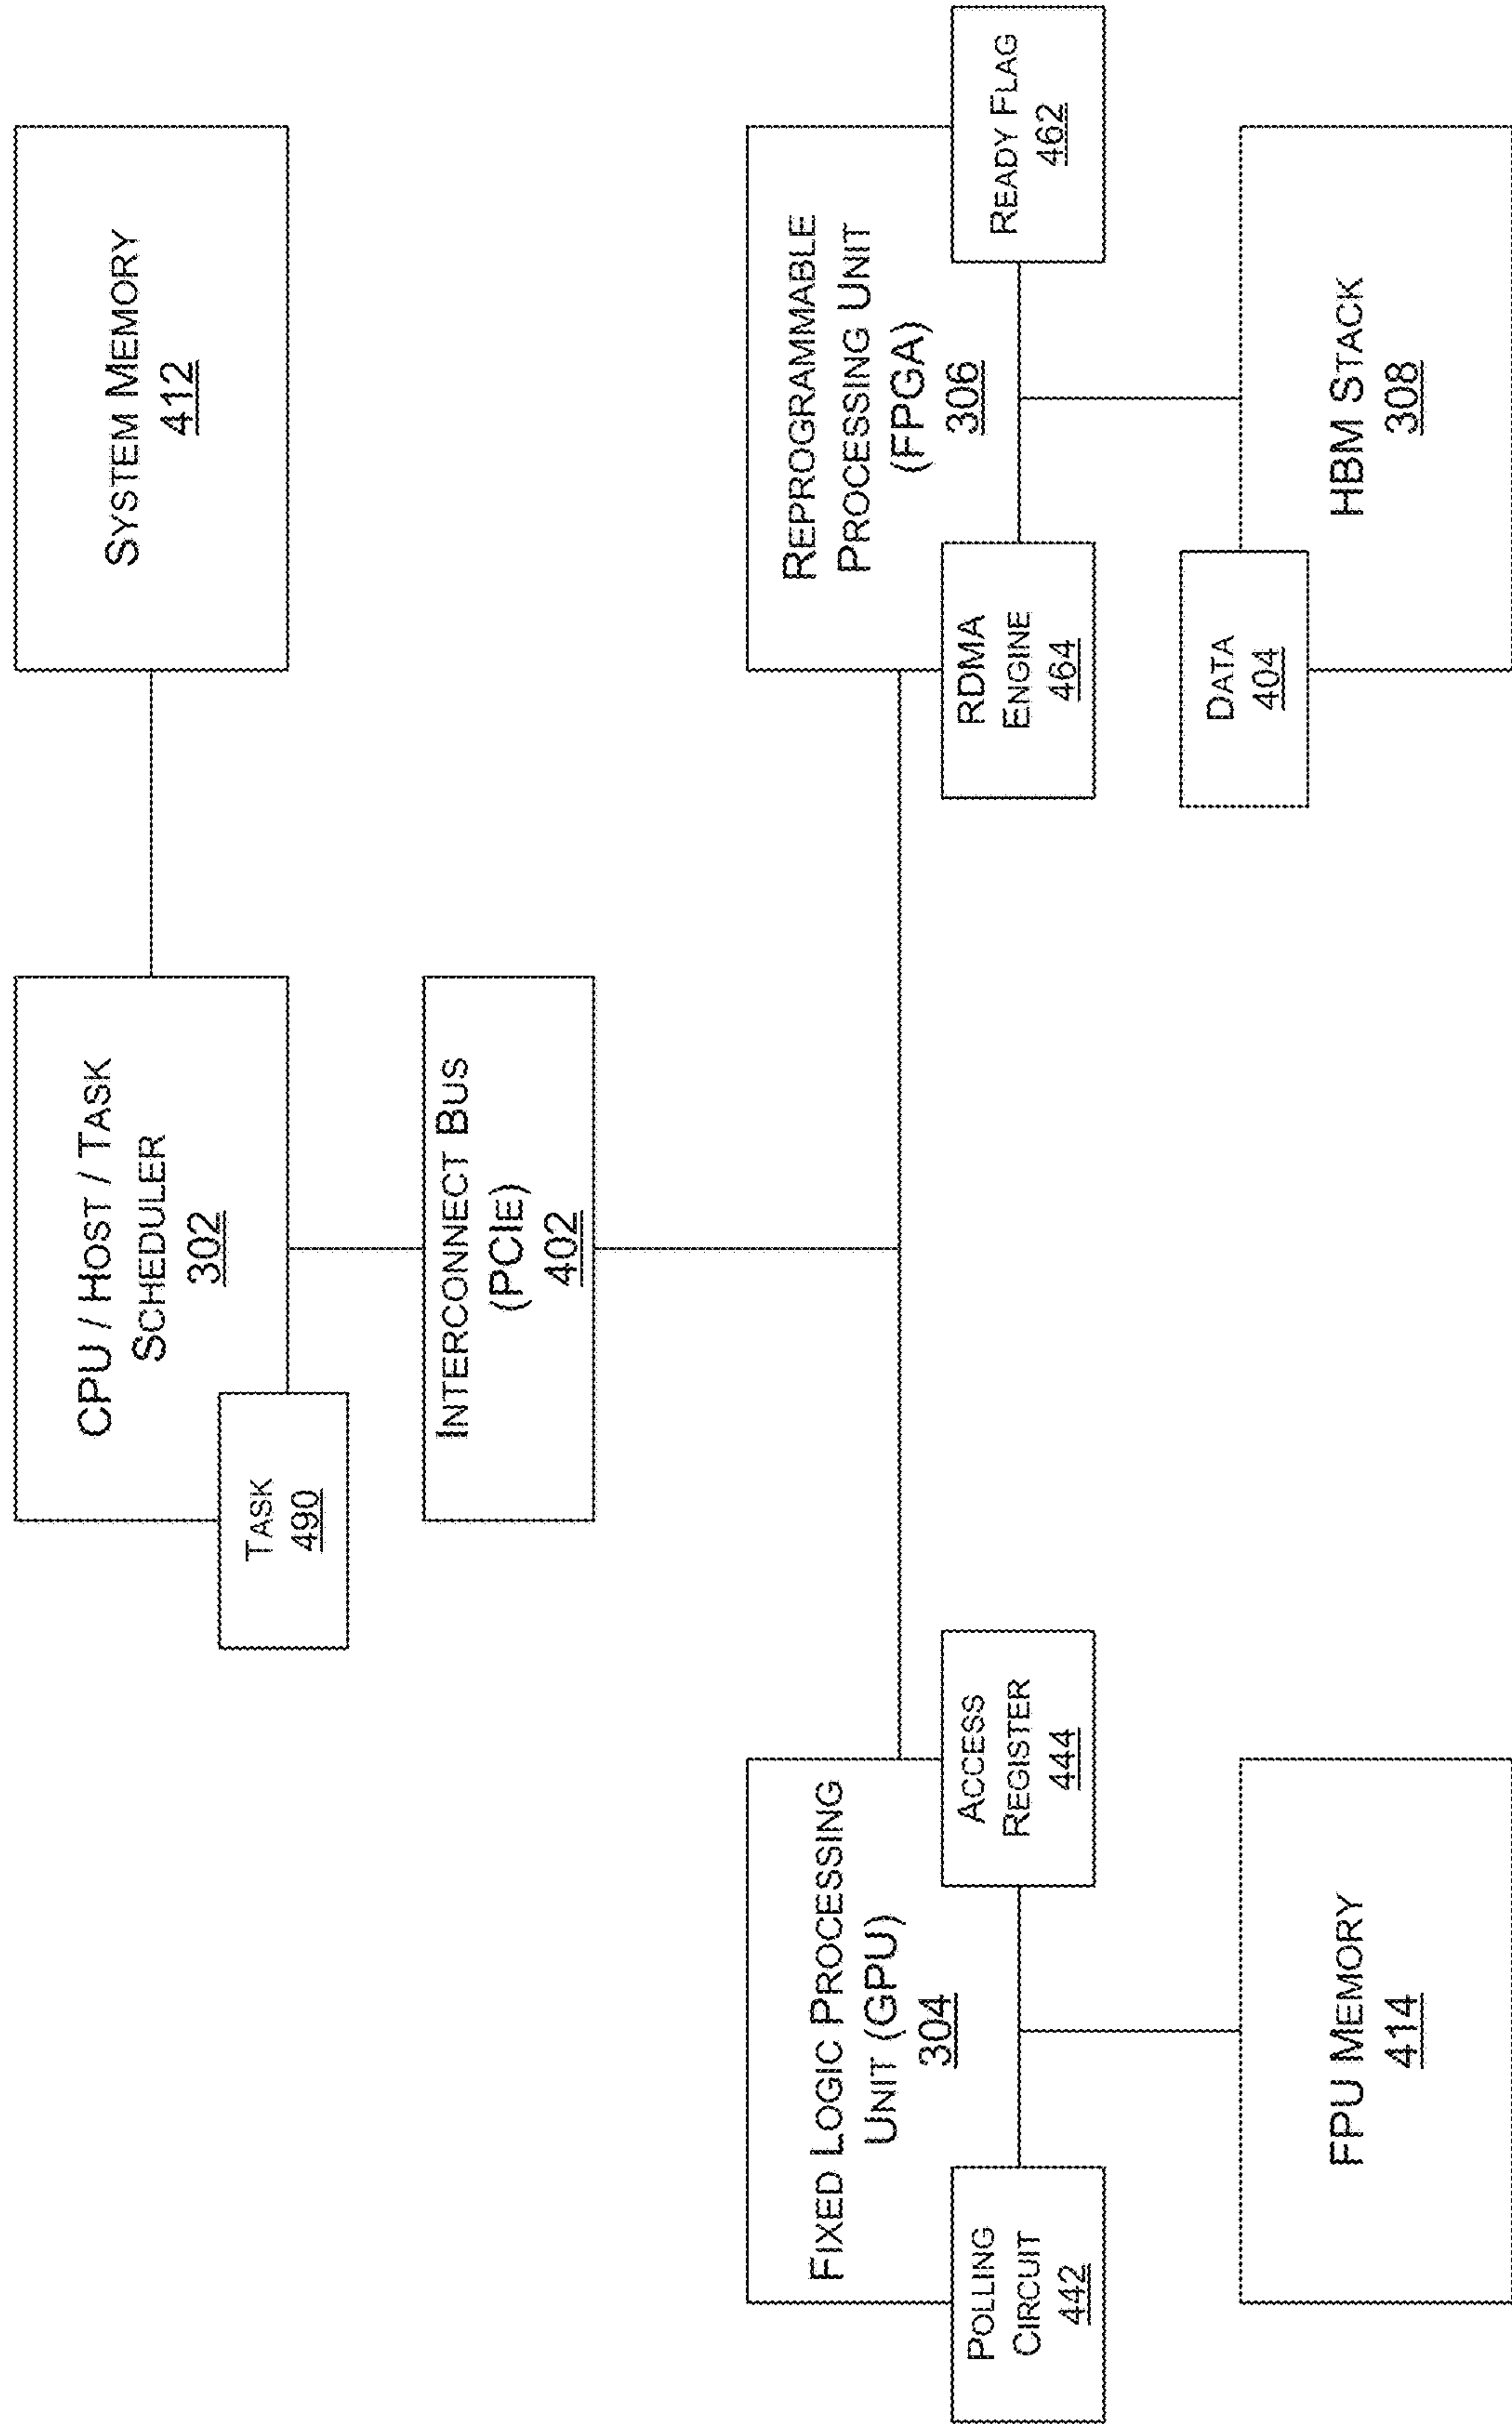 CPU / HOST / TASK
SCHEDULER
302
SYSTEM MEMORY
412
TASK
490
INTERCONNECT BUS
(PCIE)
402
FIXED LOGIC PROCESSING
UNIT (GPU)
304
REPROGRAMMABLE
PROCESSING UNIT
(FPGA)
306
POLLING
CIRCUIT
442
ACCESS
REGISTER
444
RDMA
ENGINE
464
READY FLAG
462
FPU MEMORY
414
DATA
404
HBM STACK
308